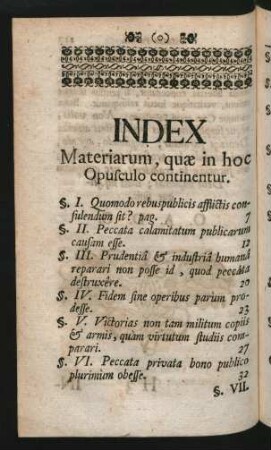 (o)
INDEX
Materiarum, quæ in hoc
Opuſculo continentur.
§. I. Quomodo rebuspublicis afflictis con-
ſulendum ſit? pag. 7
§. II. Peccata calamitatum publicarum
cauſam eſſe. 12
§. III. Prudentiâ & induſtriâ humanâ
reparari non poſſe id, quod peccata
deſtruxêre. 20
§. IV. Fidem ſine operibus parum pro-
deſſe. 23
§. V. Victorias non tam militum copiis
& armis, quàm virtutum ſtudiis com-
parari. 27
§. VI. Peccata privata bono publico
plurimùm obeſſe. 32
§. VII.